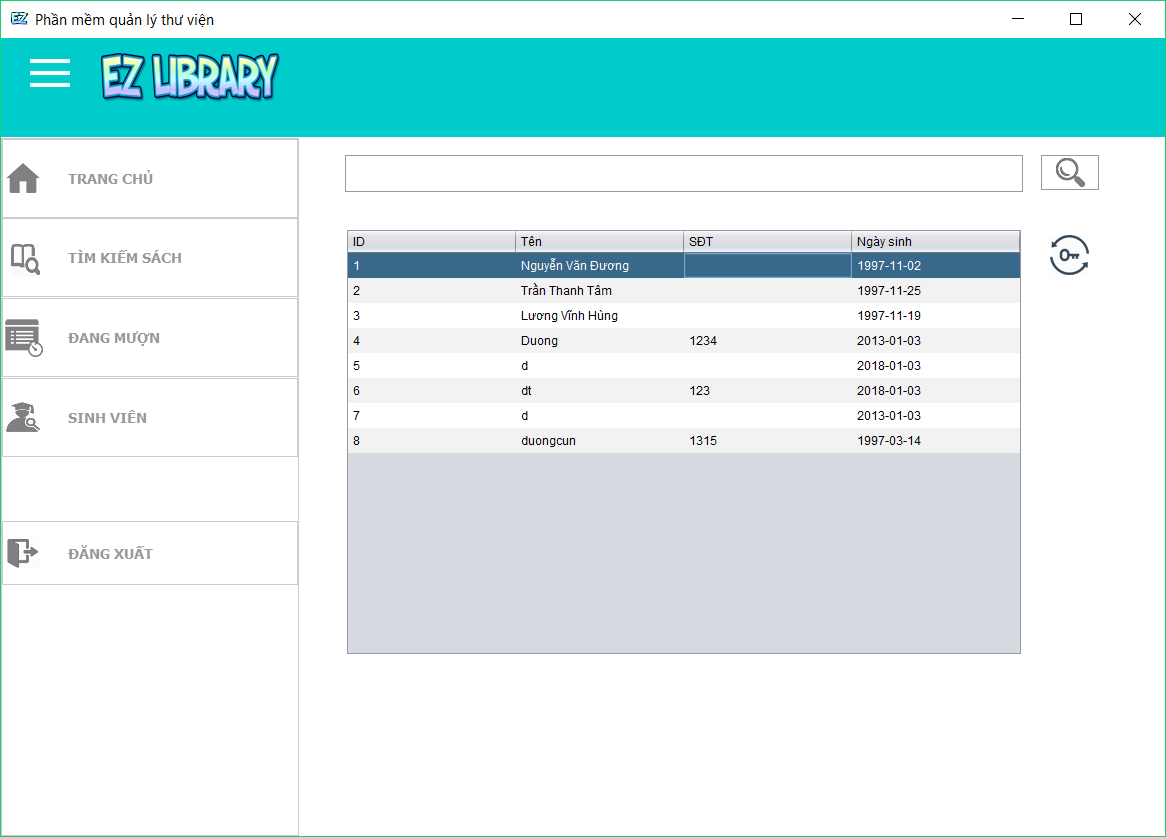 Phần mềm quản lý thư viện
EZ LIBRARY
TRANG CHỦ
TÌM KIẾM SÁCH
ĐANG MƯỢN
SINH VIÊN
ĐĂNG XUẤT
ID Tên SĐT Ngày sinh
1 Nguyễn Văn Đương 1997-11-02
2 Trần Thanh Tâm 1997-11-25
3 Lương Vĩnh Hùng 1997-11-19
4 Duong 1234 2013-01-03
5 d 2018-01-03
6 dt 123 2018-01-03
7 d 2013-01-03
8 duongcun 1315 1997-03-14